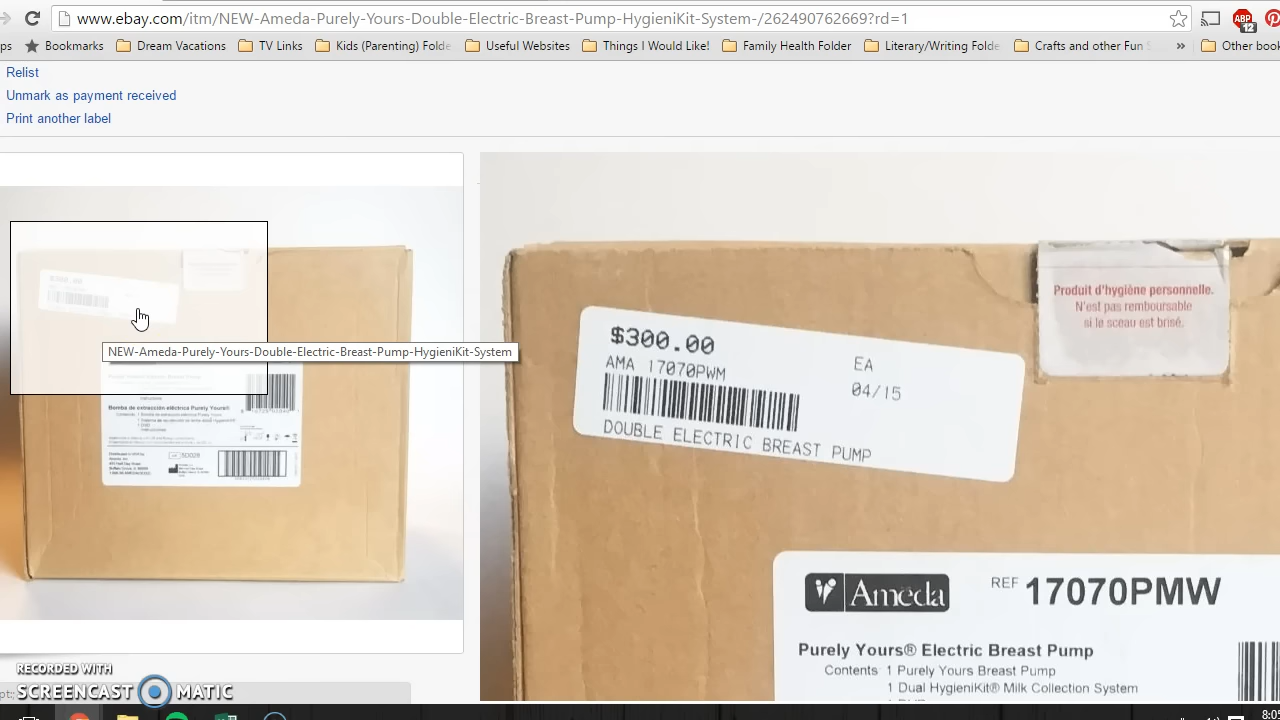 www.ebay.com/itm/NEW-Ameda-Purely-Yours-Double-Electric-Breast-Pump-HygieniKit-System-/262490762669?rd=1
ABP
12
ps Bookmarks Dream Vacations TV Links Kids (Parenting) Folde Useful Websites Things I Would Like! Family Health Folder Literary/Writing Folde Crafts and other Fun S » Other book
Relist
Unmark as payment received
Print another label
NEW-Ameda-Purely-Yours-Double-Electric-Breast-Pump-HygieniKit-System
Bomba de extracción eléctrica Purely Yours®
Produit d'hygiène personnelle.
N'est pas remboursable
si le sceau est brisé.
$300.00
AMA 17070PWM
EA
04/15
DOUBLE ELECTRIC BREAST PUMP
Ameda
REF 17070PMW
Purely Yours® Electric Breast Pump
Contents 1 Purely Yours Breast Pump
1 Dual HygieniKit® Milk Collection System
RECORDED WITH
SCREENCAST MATIC